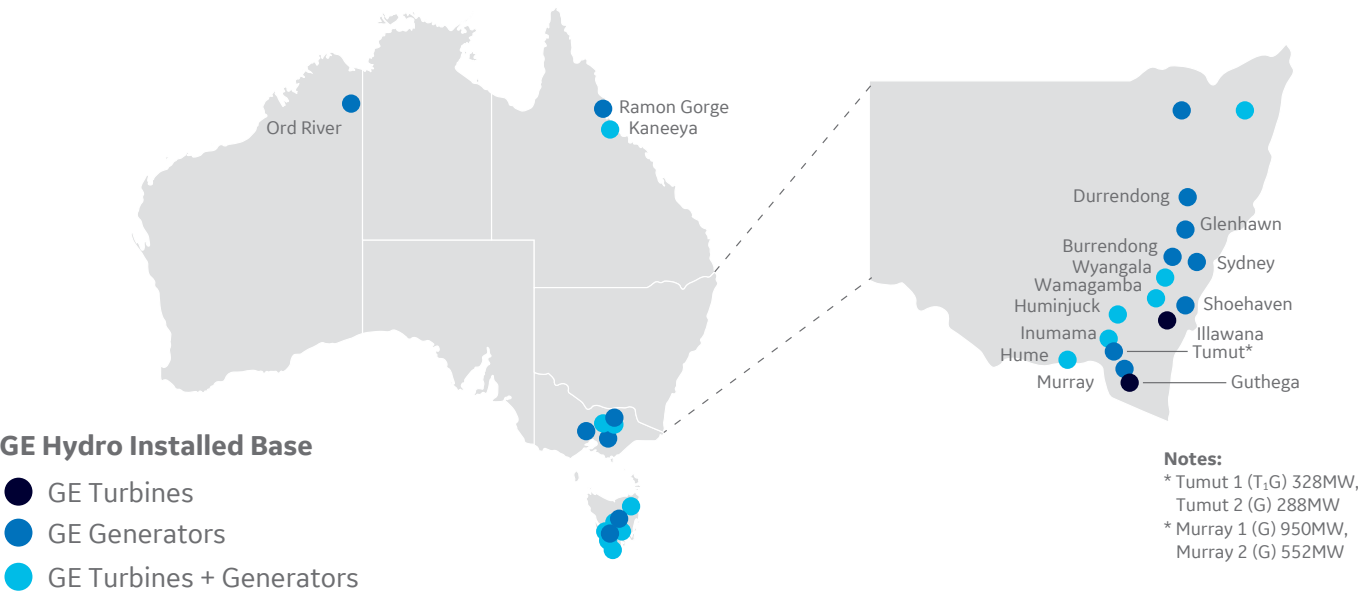 Ord River
Ramon Gorge
Kaneeya
Durrendong
Glenhawn
Burrendong
Sydney
Wyangala
Wamagamba
Huminjuck
Shoehaven
Inumama
Illawana
Hume
Tumut*
Murray
Guthega
GE Hydro Installed Base
GE Turbines
GE Generators
GE Turbines + Generators
Notes:
* Tumut 1 (T₁G) 328MW,
Tumut 2 (G) 288MW
* Murray 1 (G) 950MW,
Murray 2 (G) 552MW